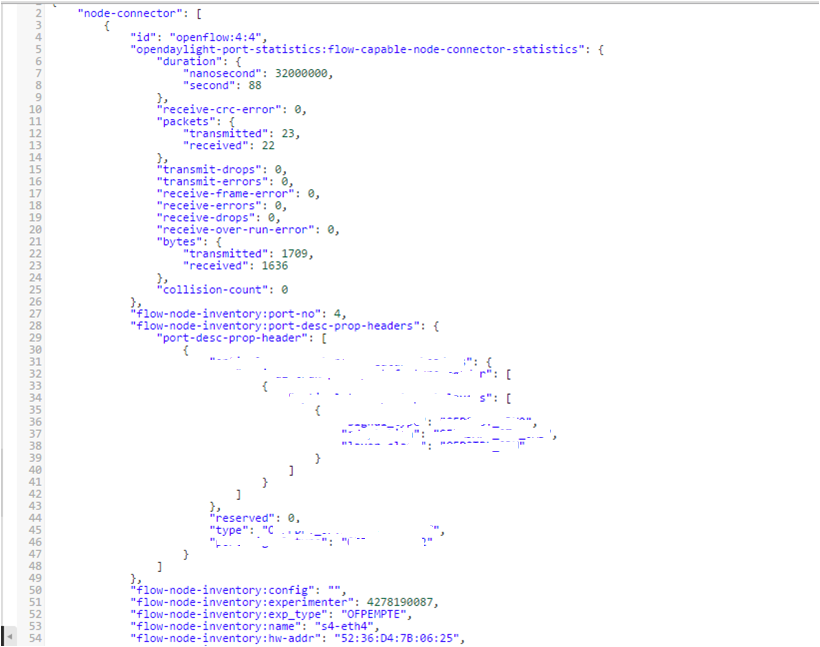 2 "node-connector": [
3 {
4 "id": "openflow:4:4",
5 "opendaylight-port-statistics:flow-capable-node-connector-statistics": {
6 "duration": {
7 "nanosecond": 32000000,
8 "second": 88
9 },
10 "receive-crc-error": 0,
11 "packets": {
12 "transmitted": 23,
13 "received": 22
14 },
15 "transmit-drops": 0,
16 "transmit-errors": 0,
17 "receive-frame-error": 0,
18 "receive-errors": 0,
19 "receive-drops": 0,
20 "receive-over-run-error": 0,
21 "bytes": {
22 "transmitted": 1709,
23 "received": 1636
24 },
25 "collision-count": 0
26 },
27 "flow-node-inventory:port-no": 4,
28 "flow-node-inventory:port-desc-prop-headers": {
29 "port-desc-prop-header": [
30 {
31 ": {
32 ": [
33 {
34 ": [
35 {
36
37
38
39 }
40 ]
41 }
42 ]
43 },
44 "reserved": 0,
45 "type":
46
47 }
48 ]
49 },
50 "flow-node-inventory:config": "",
51 "flow-node-inventory:experimenter": 4278190087,
52 "flow-node-inventory:exp_type": "OFPEMPTE",
53 "flow-node-inventory:name": "s4-eth4",
54 "flow-node-inventory:hw-addr": "52:36:D4:7B:06:25",